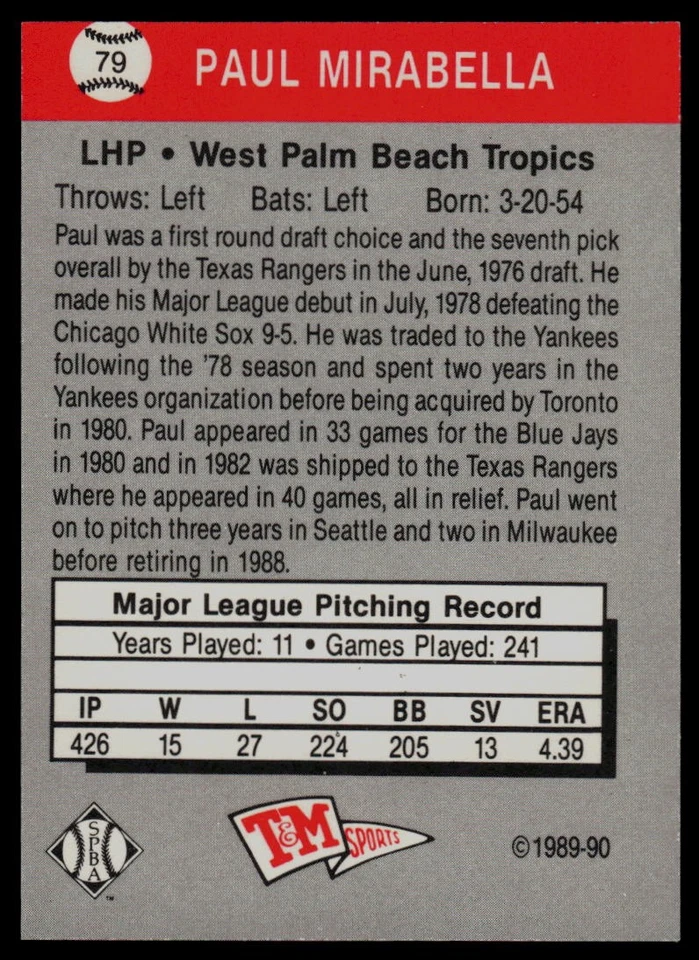 79
PAUL MIRABELLA
LHP • West Palm Beach Tropics
Throws: Left Bats: Left Born: 3-20-54
Paul was a first round draft choice and the seventh pick
overall by the Texas Rangers in the June, 1976 draft. He
made his Major League debut in July, 1978 defeating the
Chicago White Sox 9-5. He was traded to the Yankees
following the '78 season and spent two years in the
Yankees organization before being acquired by Toronto
in 1980. Paul appeared in 33 games for the Blue Jays
in 1980 and in 1982 was shipped to the Texas Rangers
where he appeared in 40 games, all in relief. Paul went
on to pitch three years in Seattle and two in Milwaukee
before retiring in 1988.
Major League Pitching Record
Years Played: 11 • Games Played: 241
IP W L SO BB SV ERA
426 15 27 224 205 13 4.39
SPBA
TM
T&M SPORTS
©1989-90